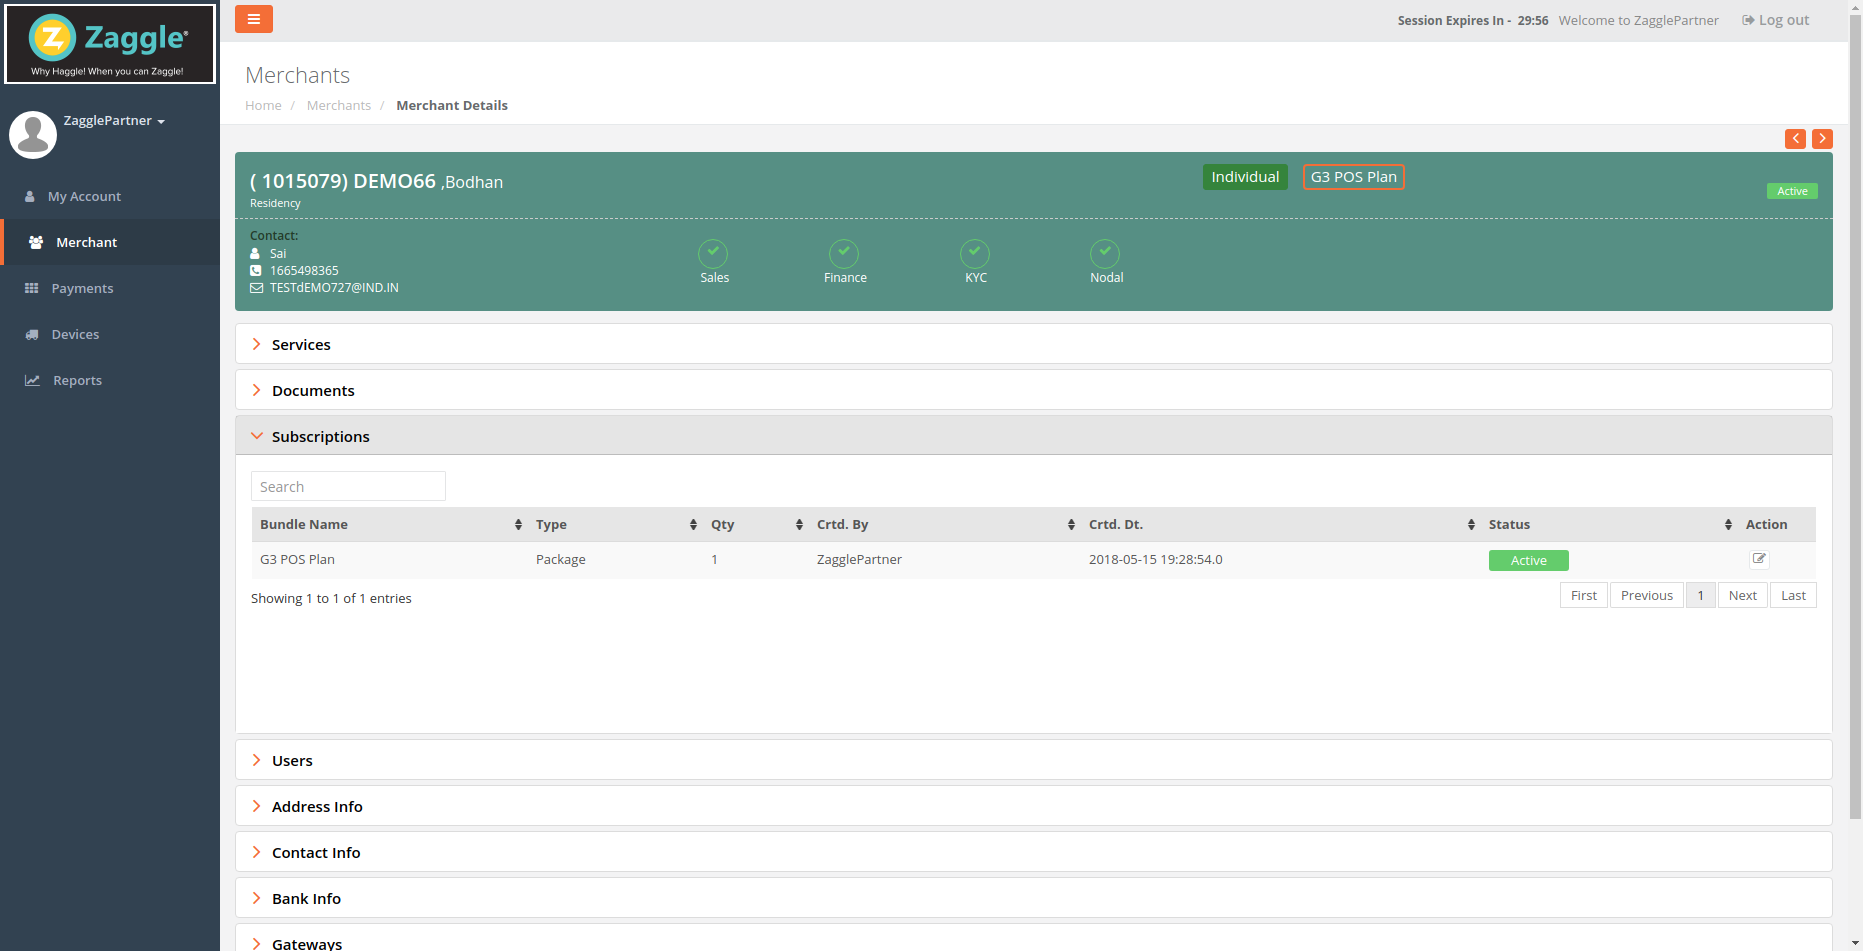 Zaggle®
Why Haggle! When you can Zaggle!
Session Expires In - 29:56 Welcome to ZagglePartner Log out
ZagglePartner
My Account
Merchant
Payments
Devices
Reports
Merchants
Home / Merchants / Merchant Details
( 1015079) DEMO66 ,Bodhan
Residency
Individual
G3 POS Plan
Active
Contact:
Sai
1665498365
TESTdEMO727@IND.IN
Sales
Finance
KYC
Nodal
Services
Documents
Subscriptions
Search
Bundle Name Type Qty Crtd. By Crtd. Dt. Status Action
G3 POS Plan Package 1 ZagglePartner 2018-05-15 19:28:54.0 Active
Showing 1 to 1 of 1 entries
First Previous 1 Next Last
Users
Address Info
Contact Info
Bank Info
Gateways